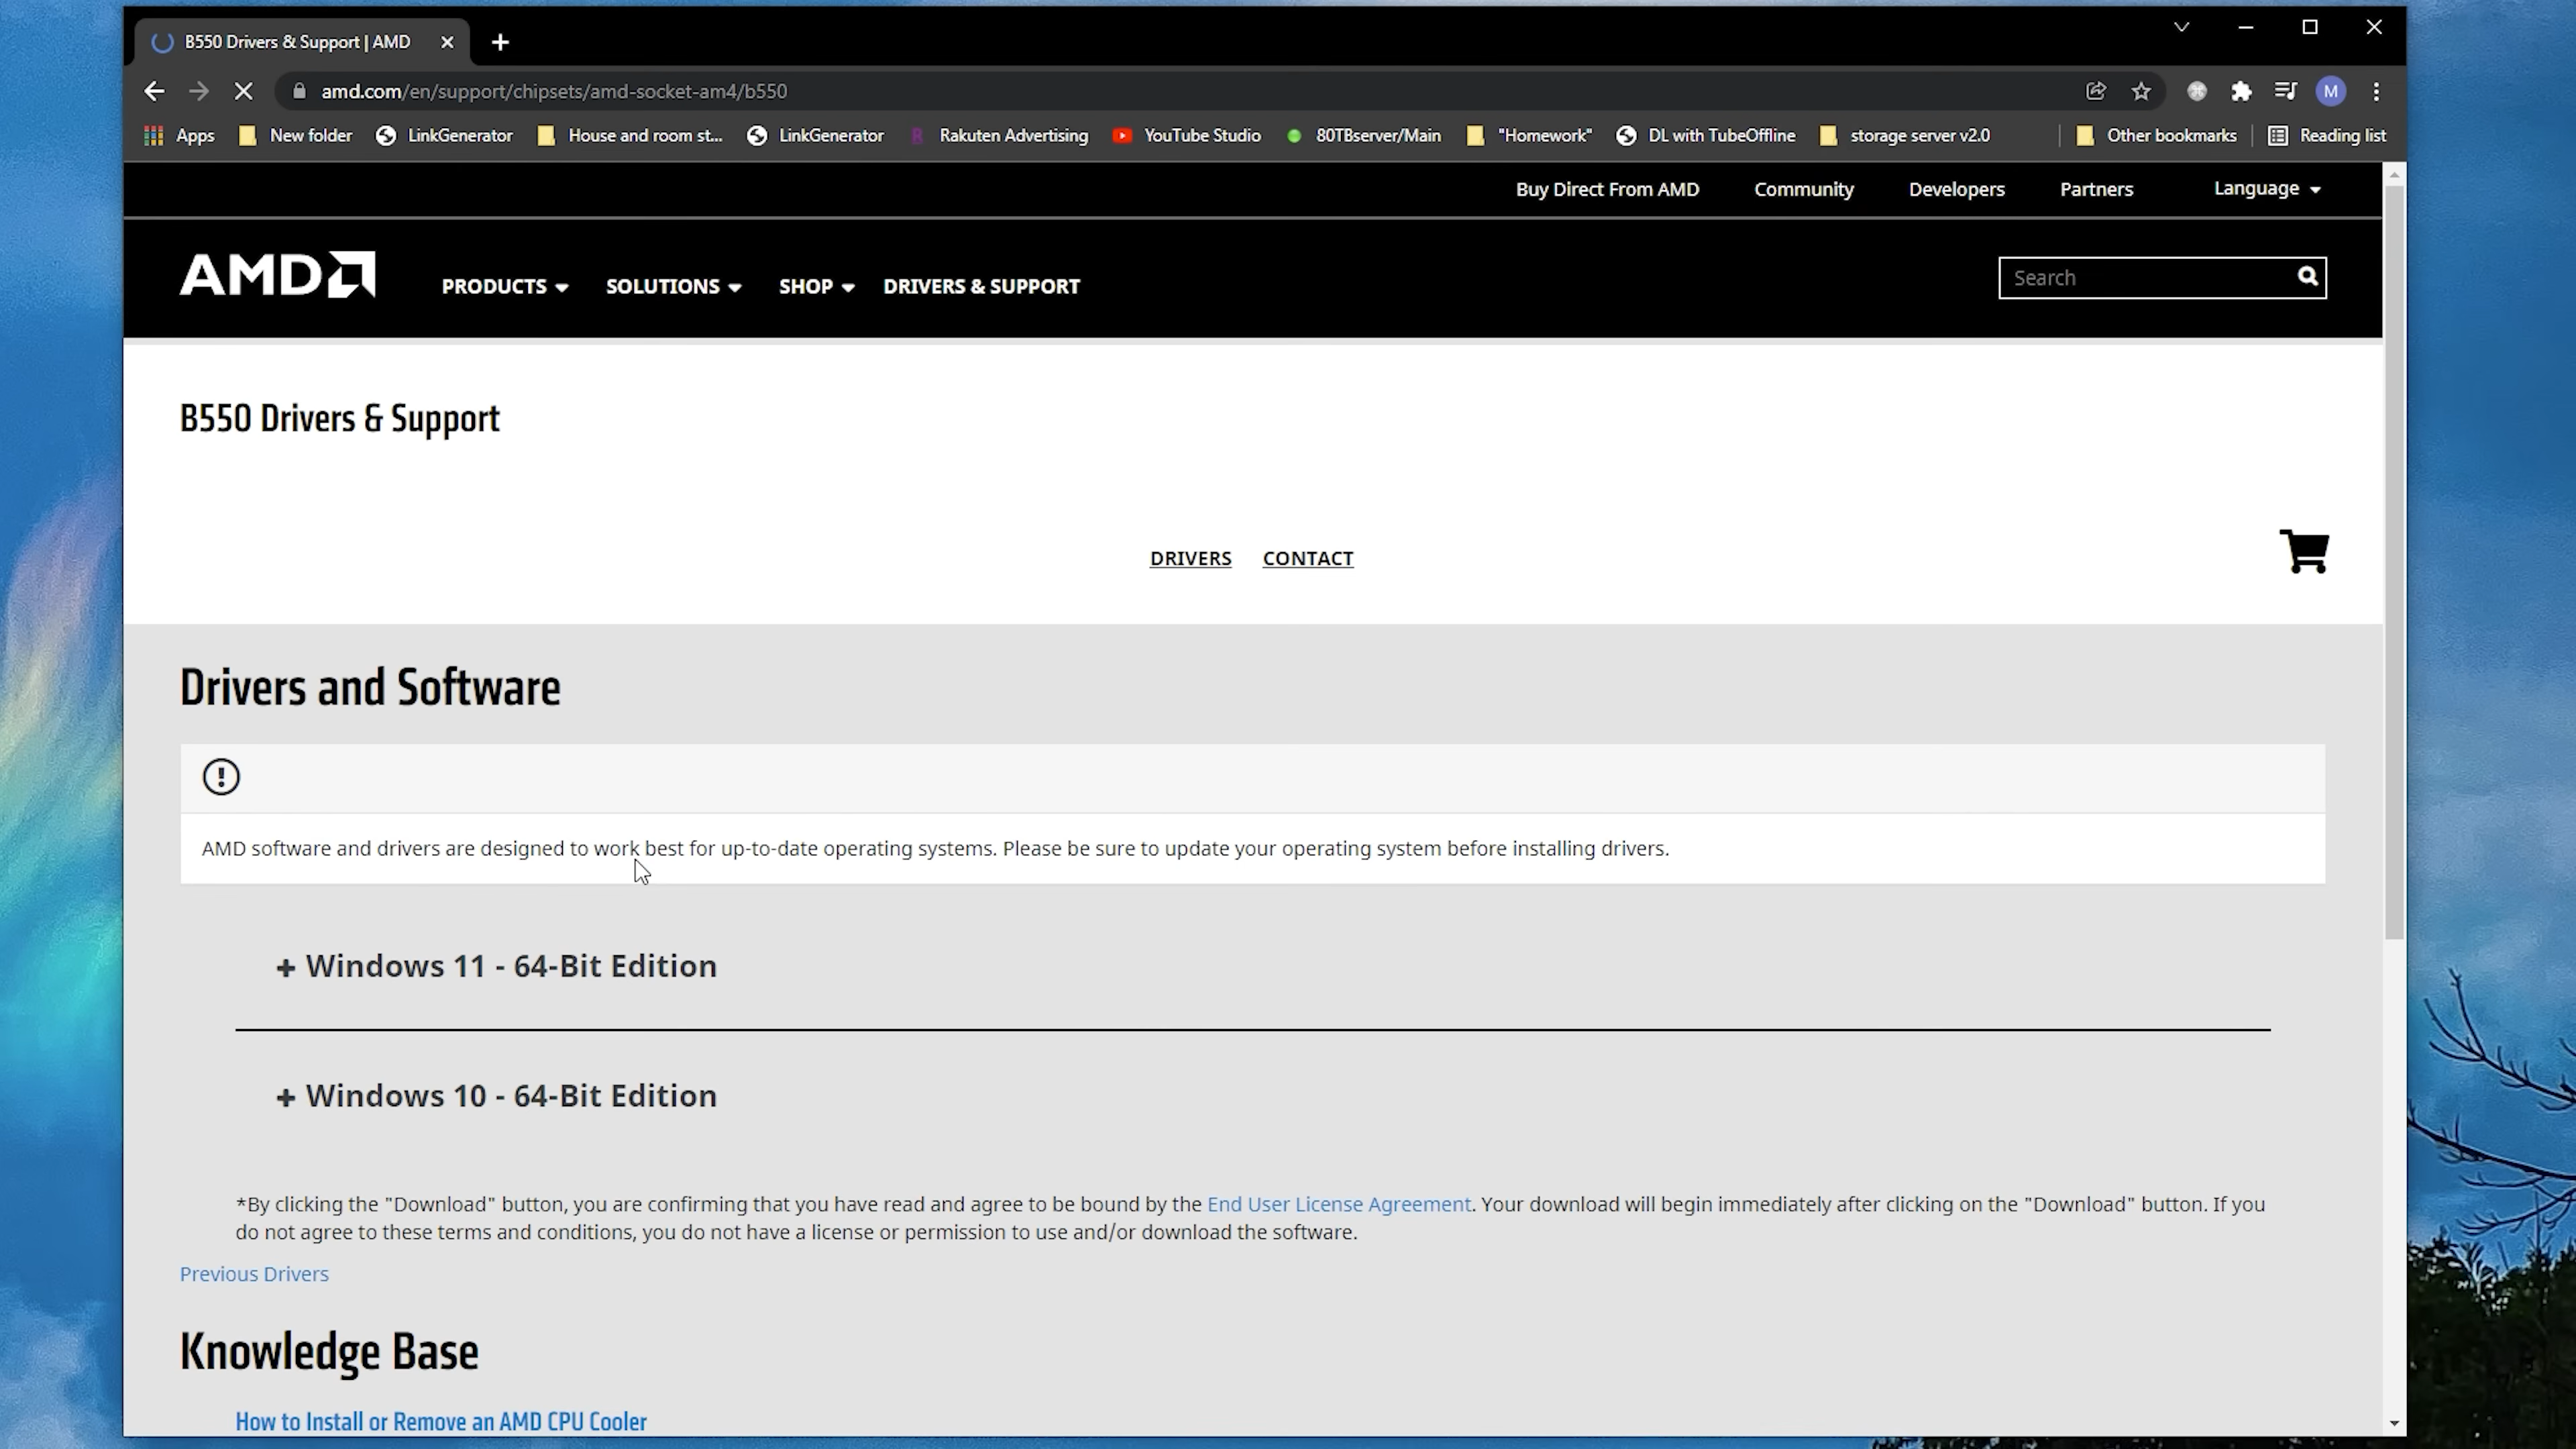 B550 Drivers & Support | AMD
amd.com/en/support/chipsets/amd-socket-am4/b550
M
Apps New folder LinkGenerator House and room st... LinkGenerator Rakuten Advertising YouTube Studio 80TBserver/Main "Homework" DL with TubeOffline storage server v2.0 Other bookmarks Reading list
Buy Direct From AMD Community Developers Partners Language
AMD PRODUCTS SOLUTIONS SHOP DRIVERS & SUPPORT Search
B550 Drivers & Support
DRIVERS CONTACT
Drivers and Software
AMD software and drivers are designed to work best for up-to-date operating systems. Please be sure to update your operating system before installing drivers.
+ Windows 11 - 64-Bit Edition
+ Windows 10 - 64-Bit Edition
*By clicking the "Download" button, you are confirming that you have read and agree to be bound by the End User License Agreement. Your download will begin immediately after clicking on the "Download" button. If you
do not agree to these terms and conditions, you do not have a license or permission to use and/or download the software.
Previous Drivers
Knowledge Base
How to Install or Remove an AMD CPU Cooler